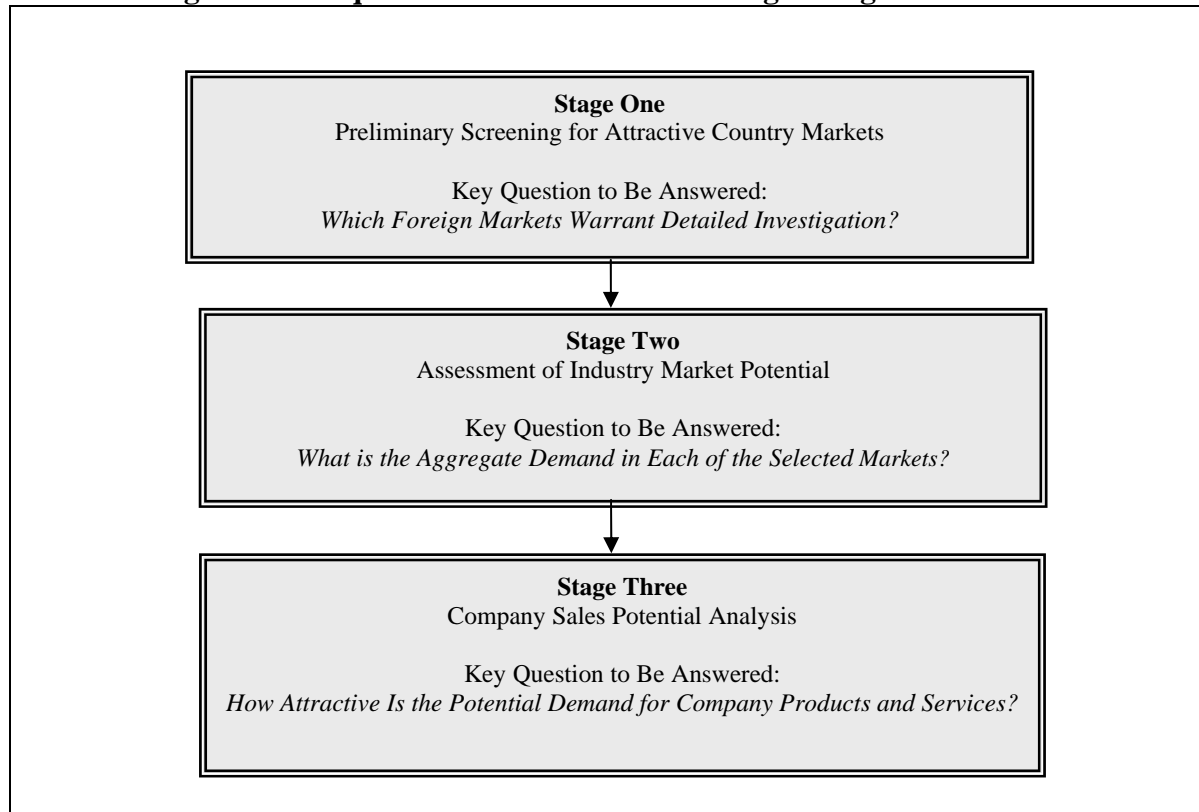 Stage One
Preliminary Screening for Attractive Country Markets
Key Question to Be Answered:
Which Foreign Markets Warrant Detailed Investigation?
Stage Two
Assessment of Industry Market Potential
Key Question to Be Answered:
What is the Aggregate Demand in Each of the Selected Markets?
Stage Three
Company Sales Potential Analysis
Key Question to Be Answered:
How Attractive Is the Potential Demand for Company Products and Services?